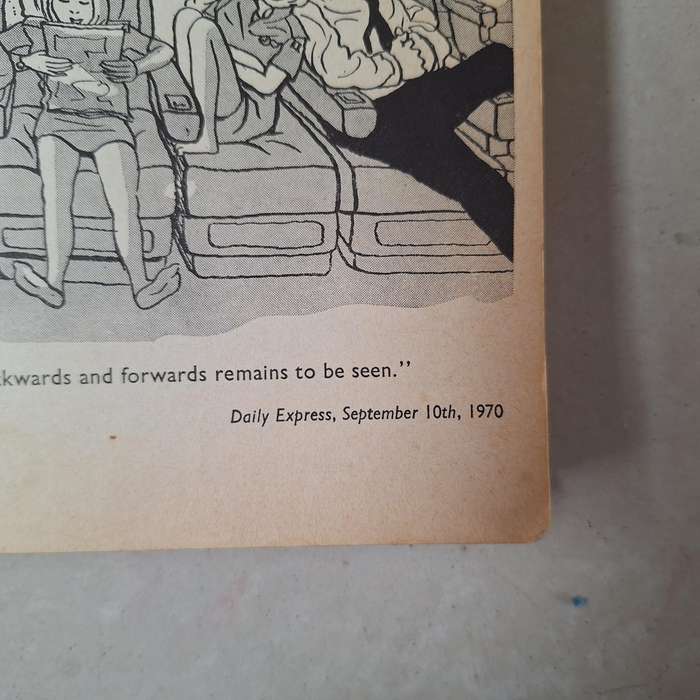 kwards and forwards remains to be seen.”
Daily Express, September 10th, 1970